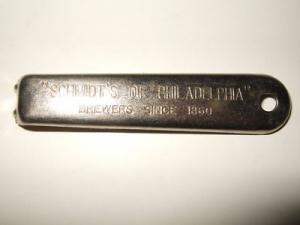 "SCHMIDT'S OF PHILADELPHIA"
BREWERS SINCE 1860